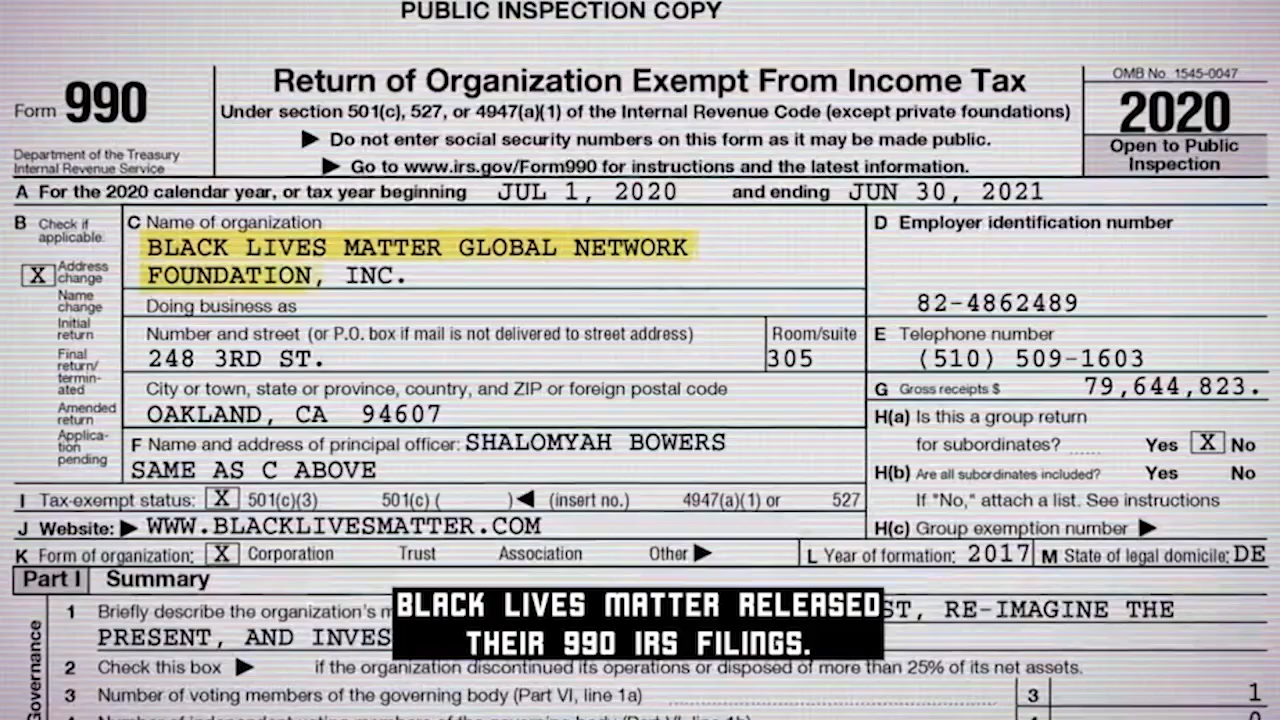 PUBLIC INSPECTION COPY
Form 990
Return of Organization Exempt From Income Tax
Under section 501(c), 527, or 4947(a)(1) of the Internal Revenue Code (except private foundations)
▶ Do not enter social security numbers on this form as it may be made public.
▶ Go to www.irs.gov/Form990 for instructions and the latest information.
Department of the Treasury
Internal Revenue Service
OMB No. 1545-0047
2020
Open to Public
Inspection
A For the 2020 calendar year, or tax year beginning JUL 1, 2020 and ending JUN 30, 2021
B Check if
applicable:
X Address
change
Name
change
Initial
return
Final
return/
termin-
ated
Amended
return
Applica-
tion
pending
C Name of organization
BLACK LIVES MATTER GLOBAL NETWORK
FOUNDATION, INC.
Doing business as
Number and street (or P.O. box if mail is not delivered to street address) Room/suite
248 3RD ST. 305
City or town, state or province, country, and ZIP or foreign postal code
OAKLAND, CA 94607
F Name and address of principal officer: SHALOMYAH BOWERS
SAME AS C ABOVE
D Employer identification number
82-4862489
E Telephone number
(510) 509-1603
G Gross receipts $ 79,644,823.
H(a) Is this a group return
for subordinates? ...... Yes X No
H(b) Are all subordinates included? Yes No
If "No," attach a list. See instructions
H(c) Group exemption number ▶
I Tax-exempt status: X 501(c)(3) 501(c) ( )◀ (insert no.) 4947(a)(1) or 527
J Website: ▶ WWW.BLACKLIVESMATTER.COM
K Form of organization: X Corporation Trust Association Other ▶
L Year of formation: 2017 M State of legal domicile: DE
Part I Summary
Governance
1 Briefly describe the organization's m ST, RE-IMAGINE THE
PRESENT, AND INVES
BLACK LIVES MATTER RELEASED
THEIR 990 IRS FILINGS.
2 Check this box ▶ if the organization discontinued its operations or disposed of more than 25% of its net assets.
3 Number of voting members of the governing body (Part VI, line 1a) 3 1